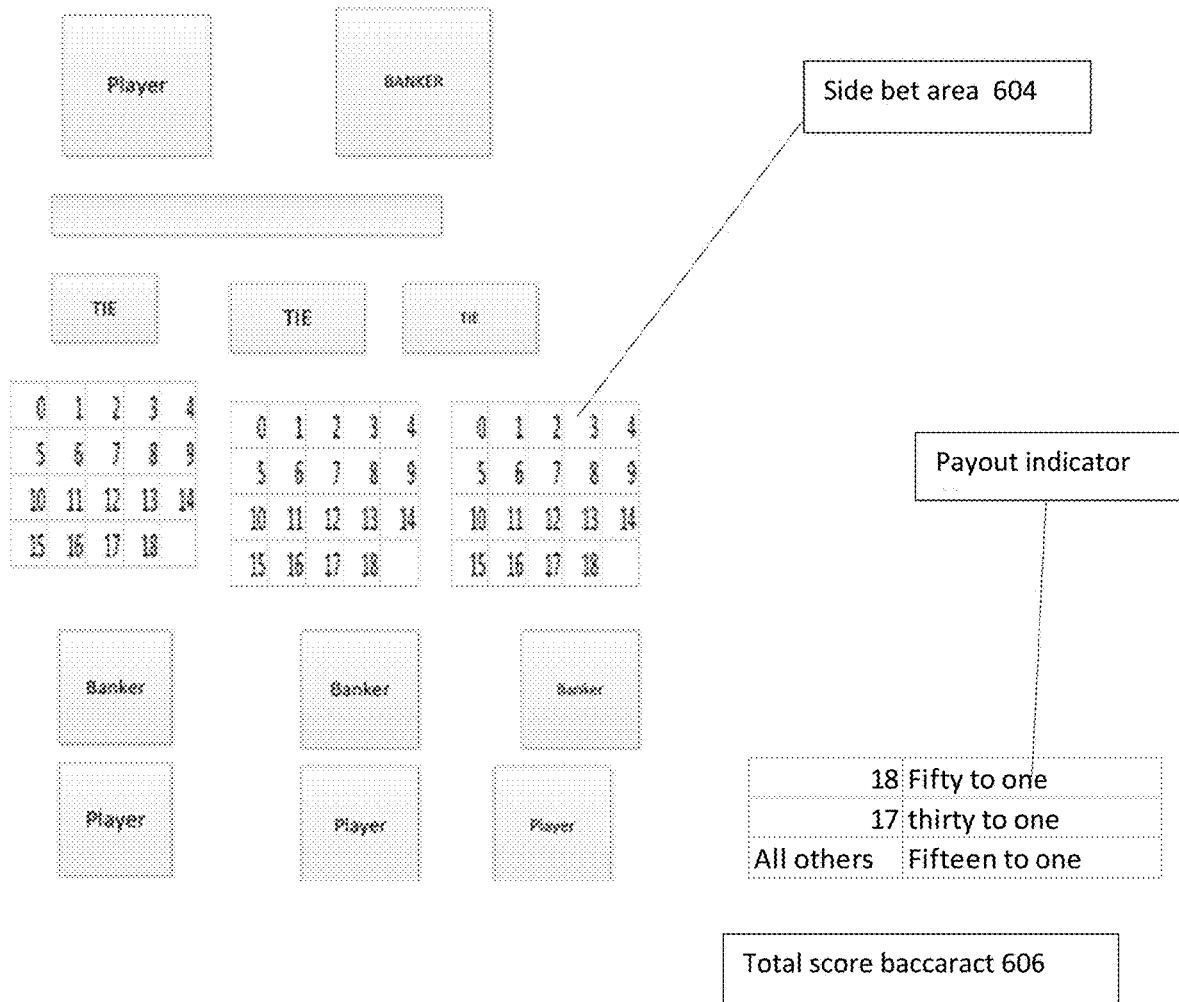 Player
BANKER
Side bet area 604
TIE
TIE
TIE
0 1 2 3 4
5 6 7 8 9
10 11 12 13 14
15 16 17 18
0 1 2 3 4
5 6 7 8 9
10 11 12 13 14
15 16 17 18
0 1 2 3 4
5 6 7 8 9
10 11 12 13 14
15 16 17 18
Payout indicator
Banker
Banker
Banker
Player
Player
Player
18 Fifty to one
17 thirty to one
All others Fifteen to one
Total score baccaract 606